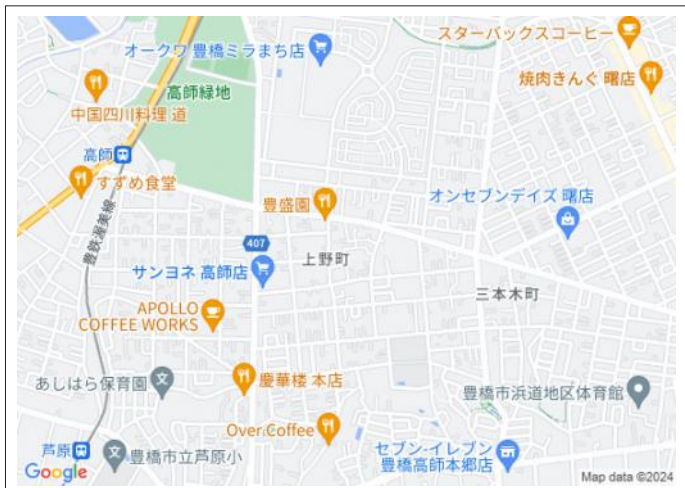 スターバックスコーヒー
オークワ 豊橋ミラまち店
焼肉きんぐ 曙店
高師緑地
中国四川料理 道
高師
すずめ食堂
豊盛園
オンセブンデイズ 曙店
豊鉄渥美線
407
上野町
サンヨネ 高師店
三本木町
APOLLO
COFFEE WORKS
あしはら保育園
慶華楼 本店
豊橋市浜道地区体育館
Over Coffee
芦原
豊橋市立芦原小
セブン-イレブン
豊橋高師本郷店
Google
Map data ©2024